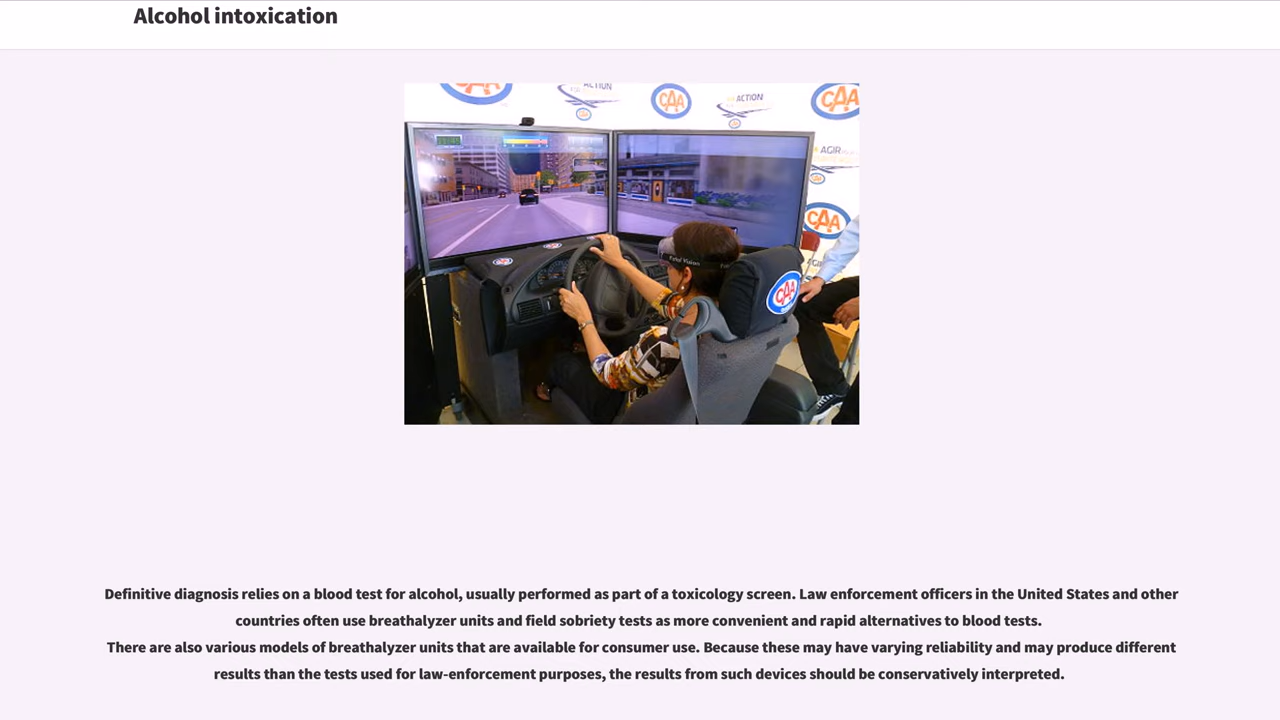 Alcohol intoxication
CAA
ACTION
CAA
ACTION
CAA
AGIR
CAA
Fatal Vision
CAA
Definitive diagnosis relies on a blood test for alcohol, usually performed as part of a toxicology screen. Law enforcement officers in the United States and other
countries often use breathalyzer units and field sobriety tests as more convenient and rapid alternatives to blood tests.
There are also various models of breathalyzer units that are available for consumer use. Because these may have varying reliability and may produce different
results than the tests used for law-enforcement purposes, the results from such devices should be conservatively interpreted.